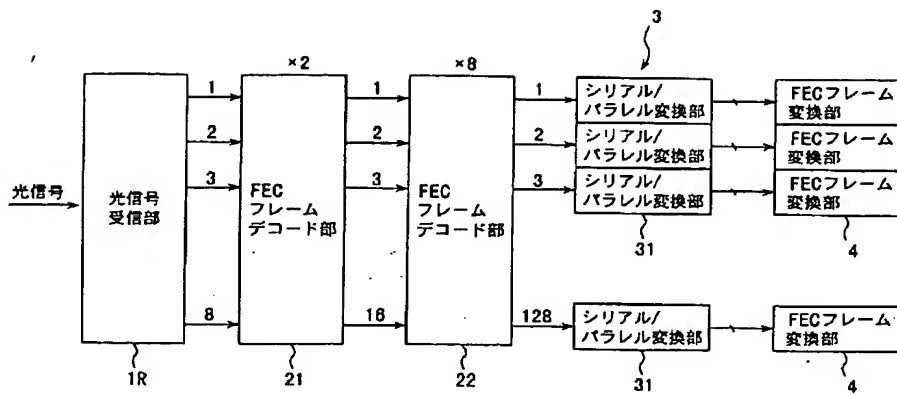 3
×2
×8
1
1
1
シリアル/
パラレル変換部
FECフレーム
変換部
2
2
2
シリアル/
パラレル変換部
FECフレーム
変換部
3
3
3
シリアル/
パラレル変換部
FECフレーム
変換部
光信号
光信号
受信部
FEC
フレーム
デコード部
FEC
フレーム
デコード部
31
4
8
16
128
シリアル/
パラレル変換部
FECフレーム
変換部
1R
21
22
31
4